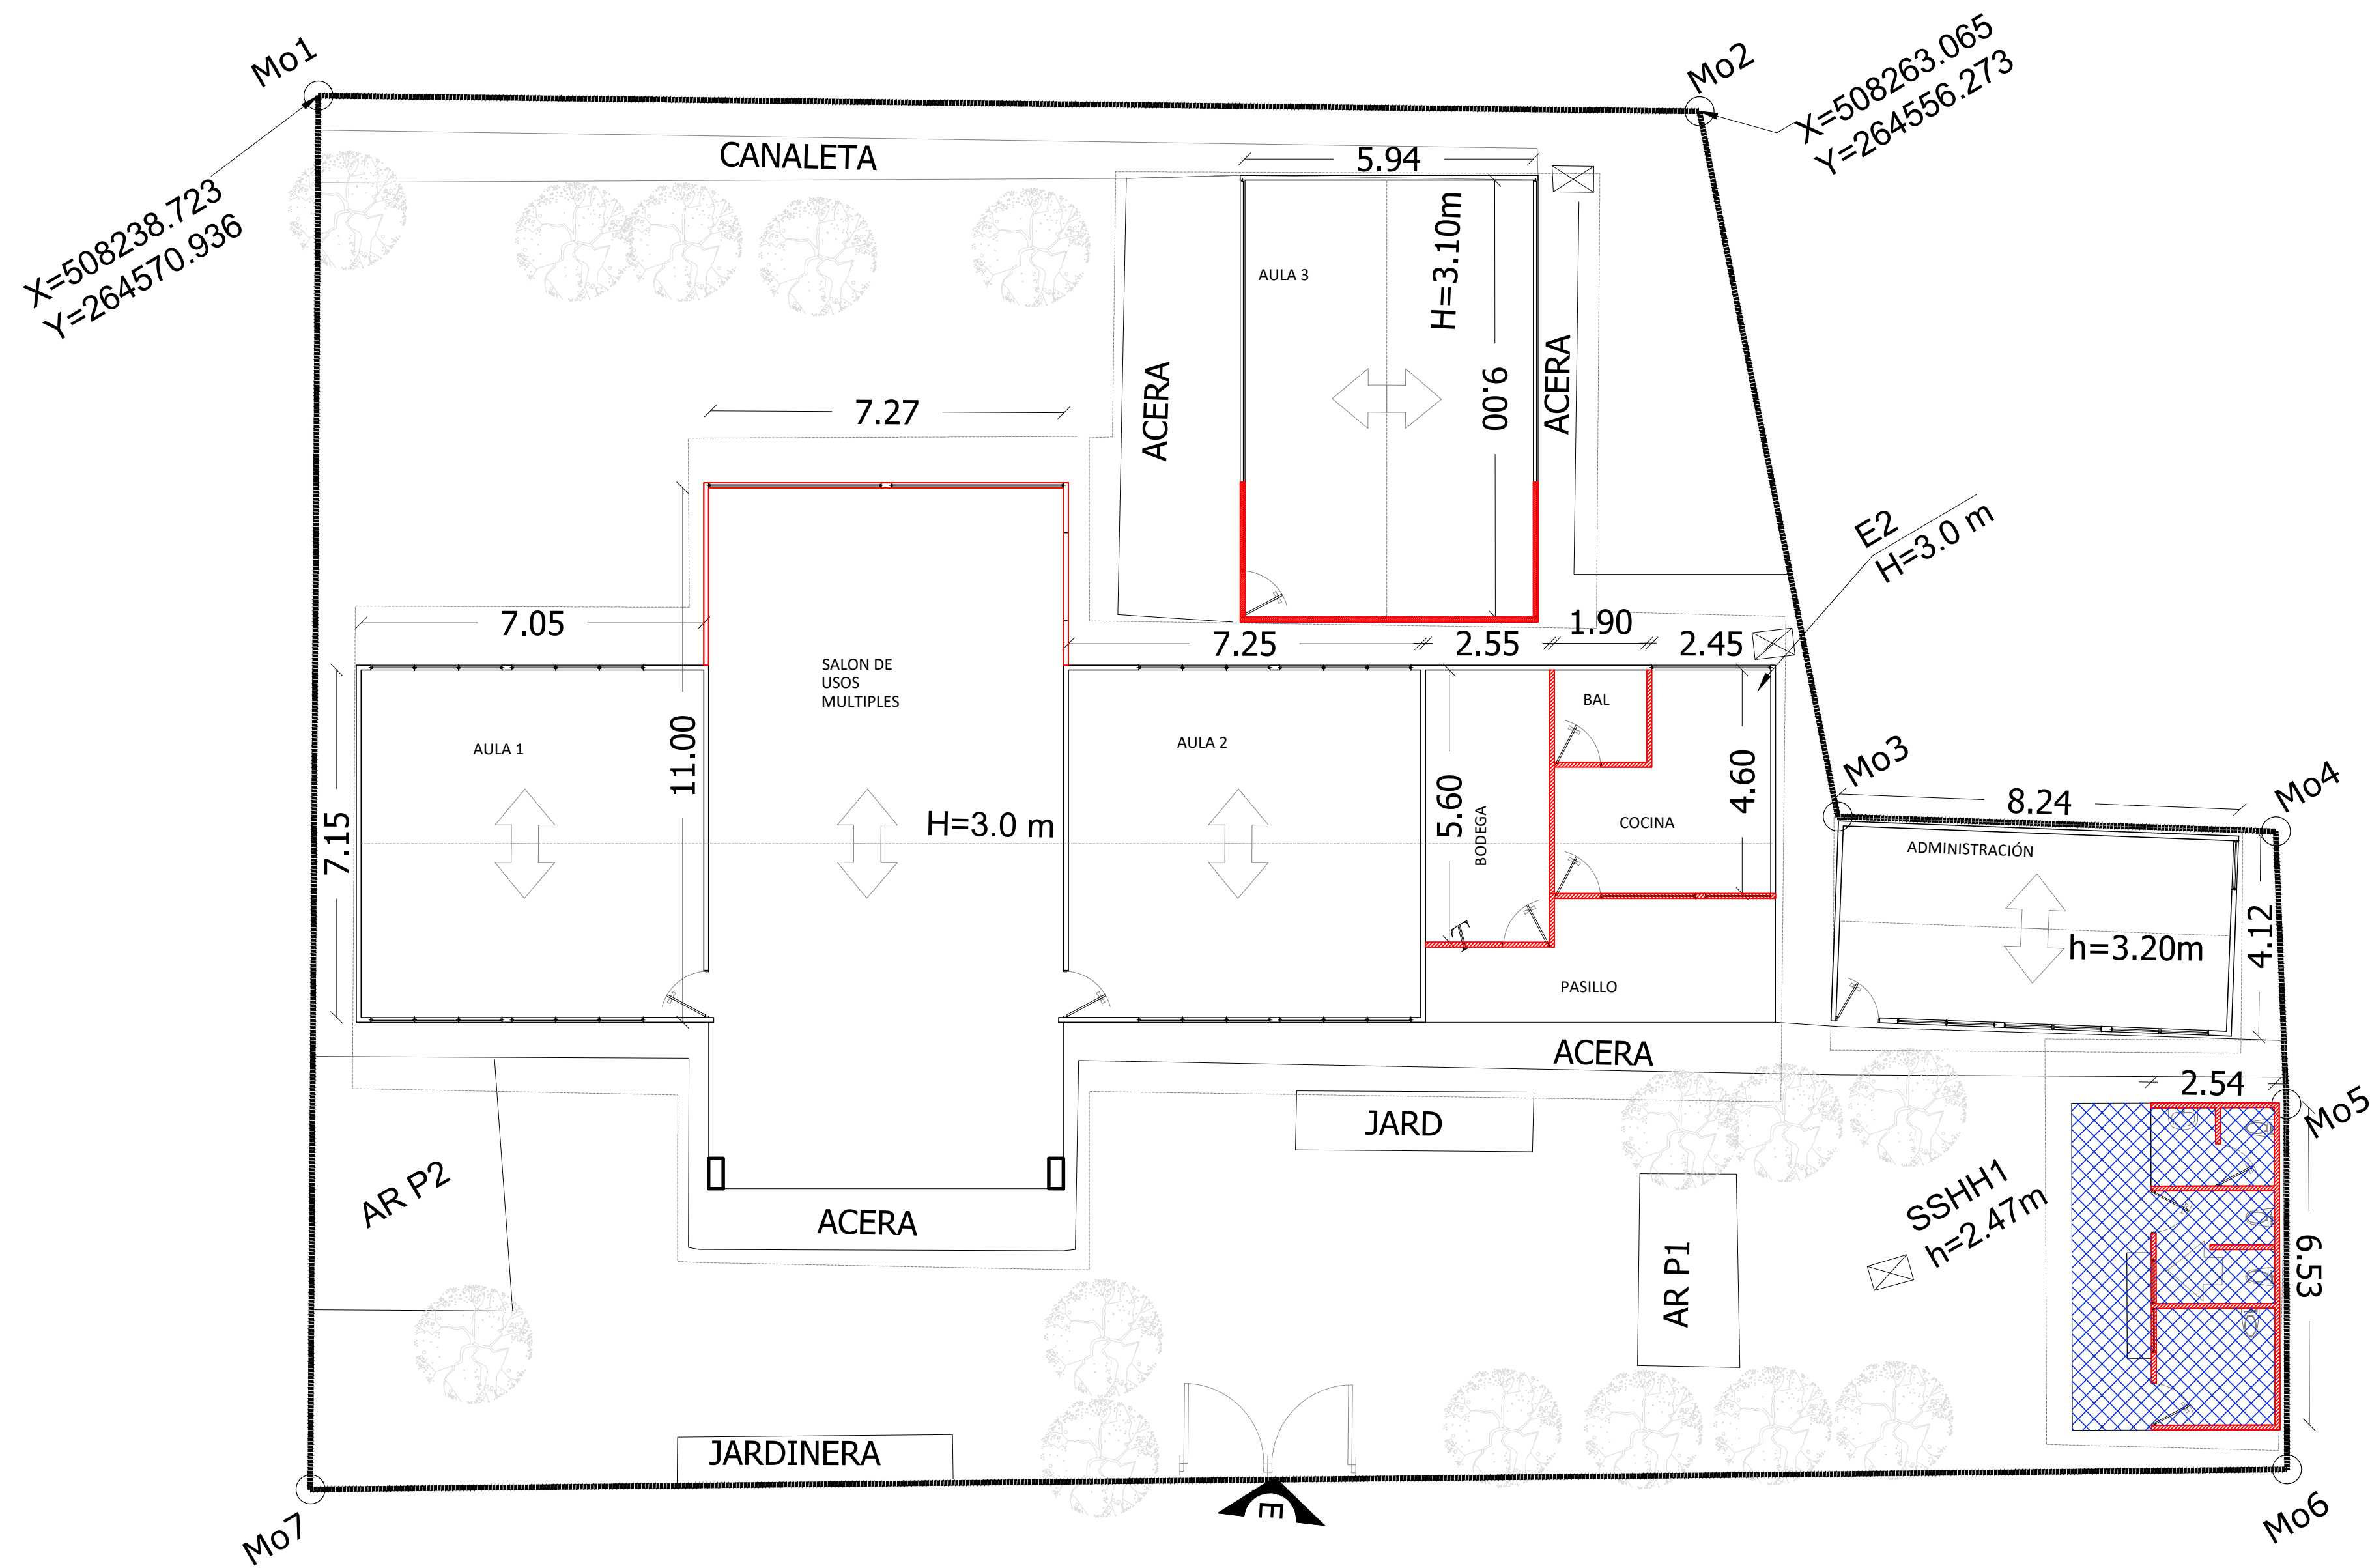 Mo1
Mo2
X=508263.065
Y=264556.273
X=508238.723
Y=264570.936
CANALETA
5.94
AULA 3
H=3.10m
9.00
ACERA
ACERA
7.27
E2
H=3.0 m
7.05
7.25
2.55
1.90
2.45
SALON DE
USOS
MULTIPLES
BAL
AULA 1
11.00
AULA 2
5.60
4.60
BODEGA
COCINA
H=3.0 m
7.15
Mo3
8.24
Mo4
ADMINISTRACIÓN
h=3.20m
4.12
PASILLO
ACERA
2.54
Mo5
JARD
AR P2
ACERA
SSHH1
h=2.47m
6.53
AR P1
JARDINERA
E
Mo7
Mo6